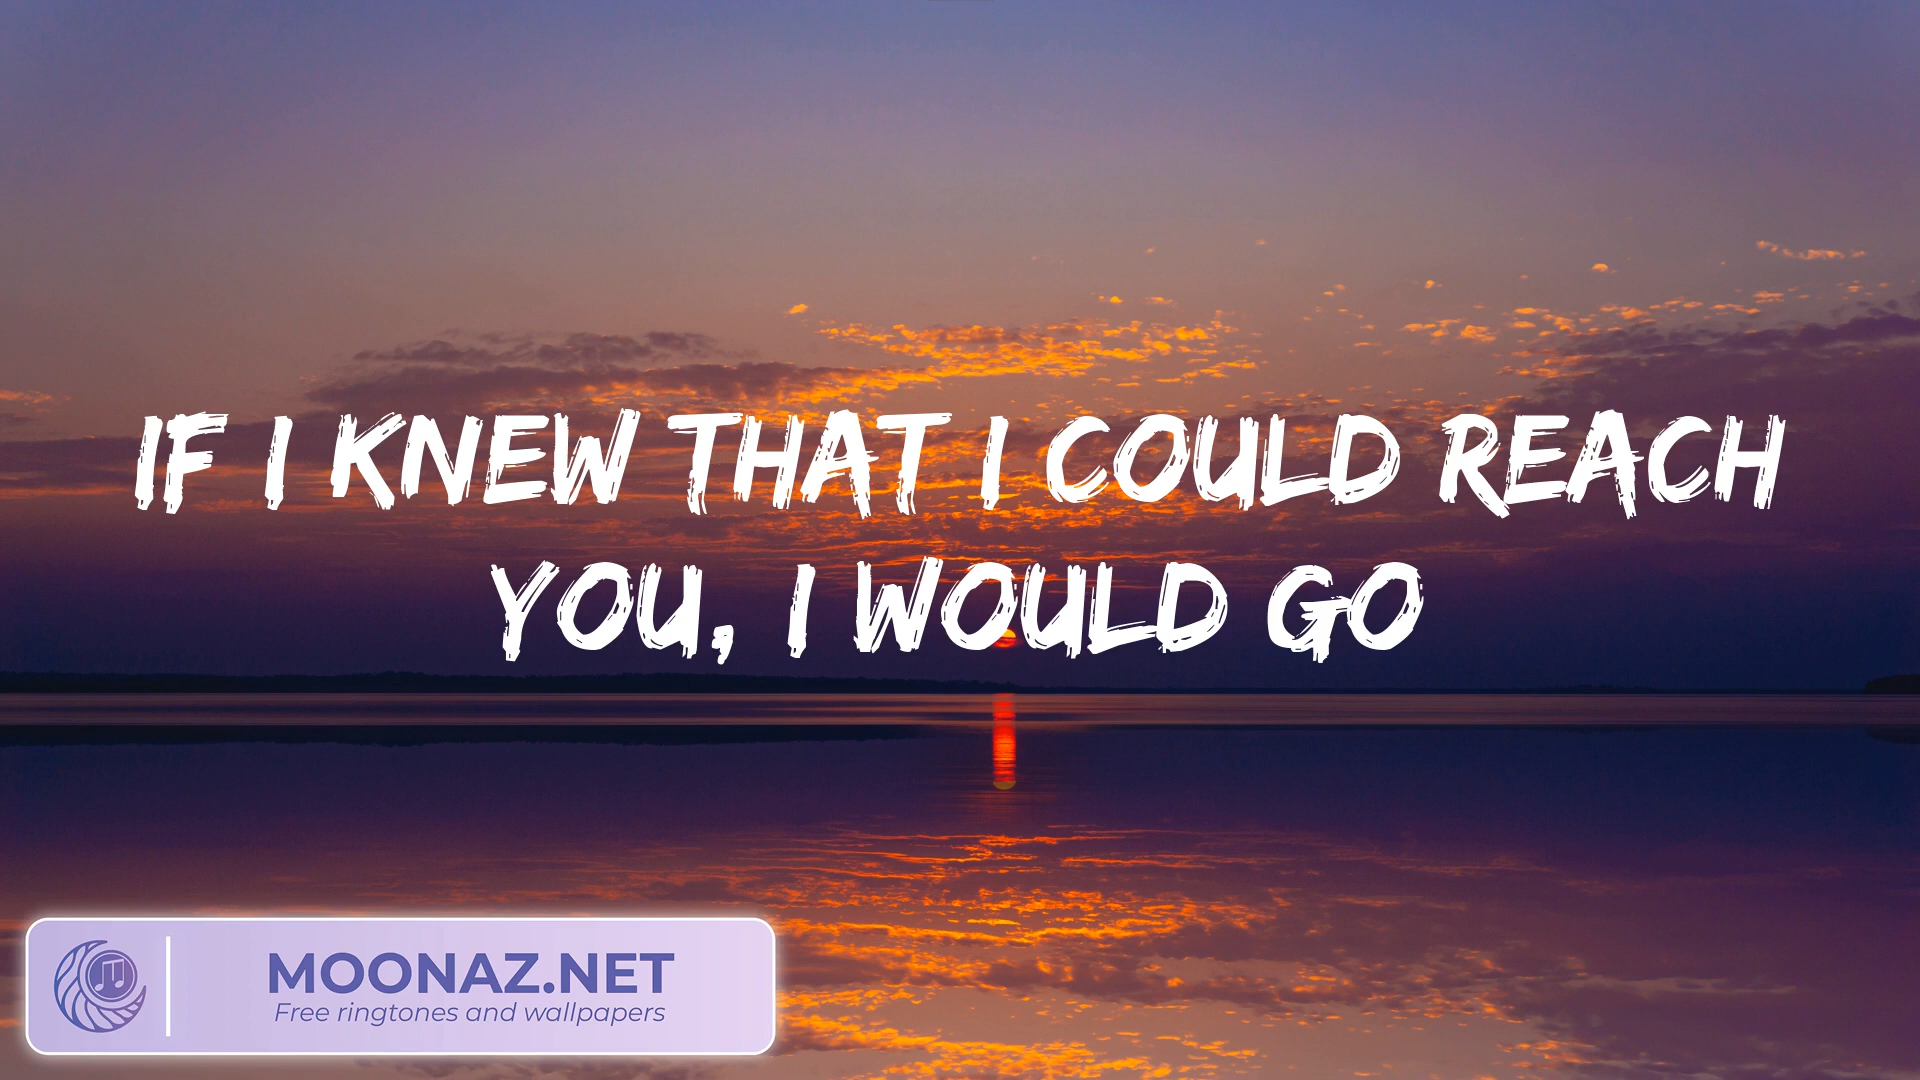 IF I KNEW THAT I COULD REACH
YOU, I WOULD GO
MOONAZ.NET
Free ringtones and wallpapers